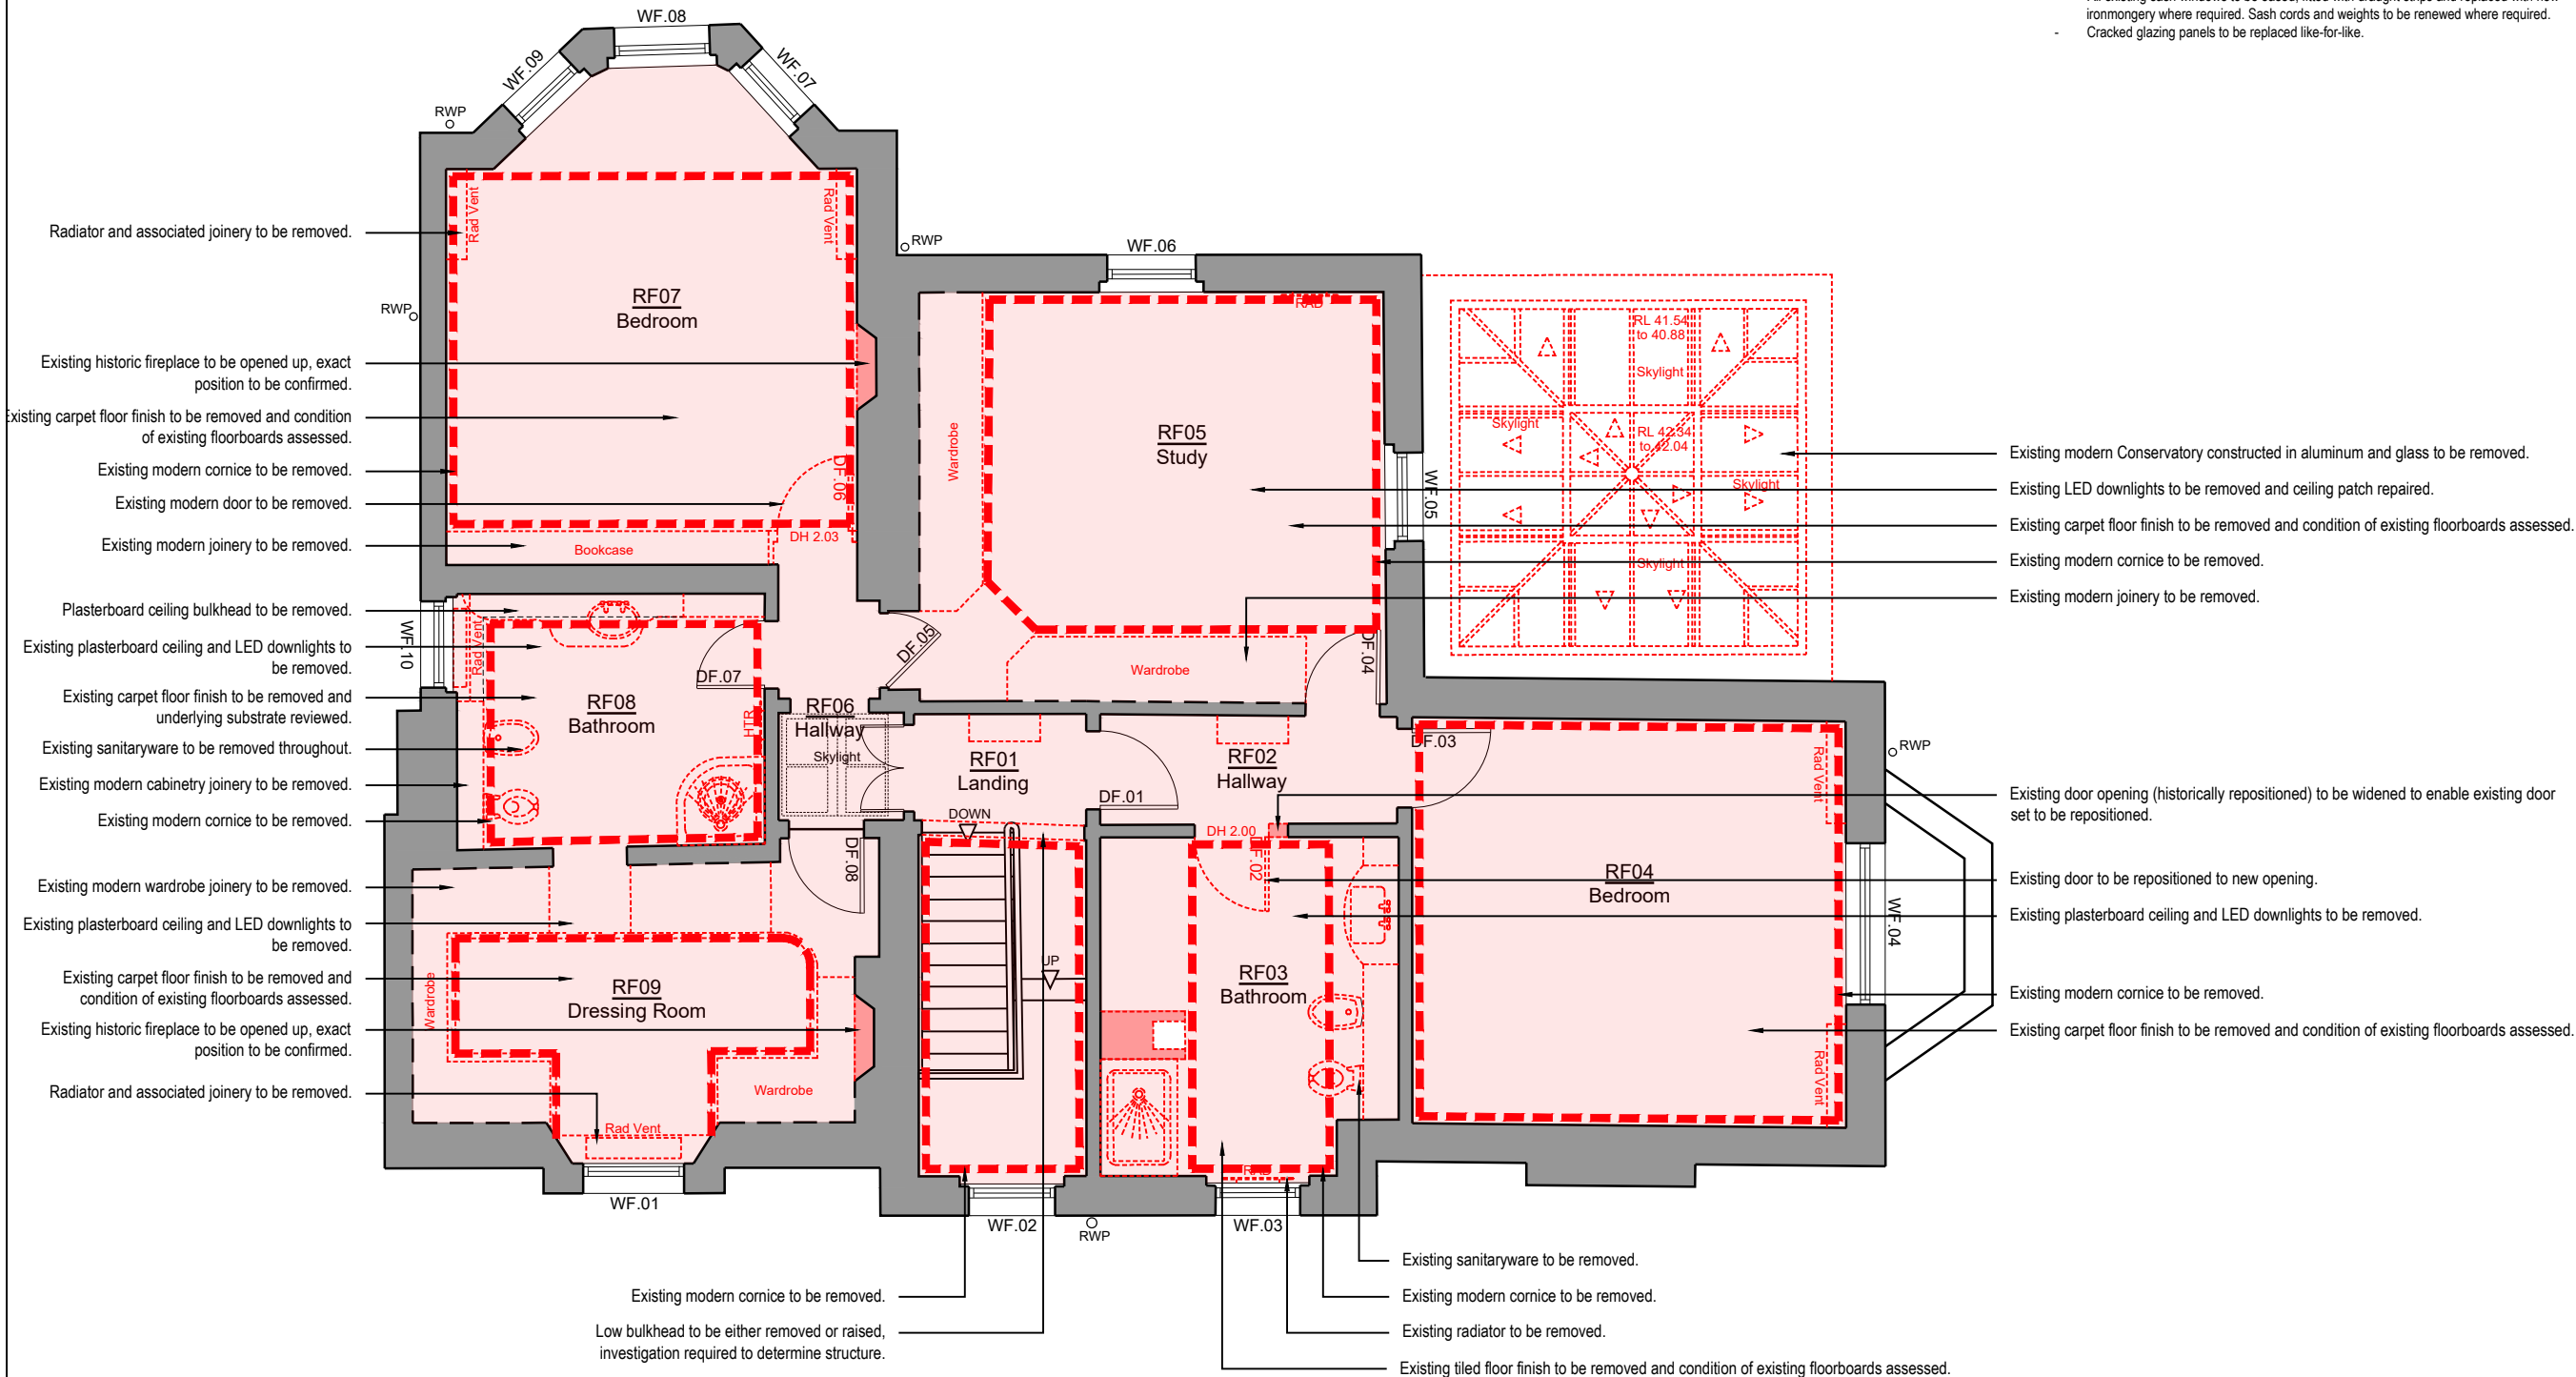 ironmongery where required. Sash cords and weights to be renewed where required.
- Cracked glazing panels to be replaced like-for-like.
WF.08
WF.09
WF.07
RWP
RWP
RWP
WF.06
Rad Vent
Rad Vent
RF07
Bedroom
DF.06
DH 2.03
Bookcase
RAD
RF05
Study
Wardrobe
Wardrobe
WF.05
DF.05
DF.04
RL 41.54
to 40.88
Skylight
Skylight
RL 42.34
to 42.04
Skylight
Skylight
WF.10
Rad Vent
DF.07
RF08
Bathroom
HTR
RF06
Hallway
Skylight
RF01
Landing
DOWN
DF.01
RF02
Hallway
DF.03
DH 2.00
DF.02
Rad Vent
RWP
RF04
Bedroom
WF.04
Rad Vent
DF.08
UP
RF03
Bathroom
RF09
Dressing Room
Wardrobe
Wardrobe
Rad Vent
RAD
WF.01
WF.02
RWP
WF.03
Radiator and associated joinery to be removed.
Existing historic fireplace to be opened up, exact
position to be confirmed.
Existing carpet floor finish to be removed and condition
of existing floorboards assessed.
Existing modern cornice to be removed.
Existing modern door to be removed.
Existing modern joinery to be removed.
Plasterboard ceiling bulkhead to be removed.
Existing plasterboard ceiling and LED downlights to
be removed.
Existing carpet floor finish to be removed and
underlying substrate reviewed.
Existing sanitaryware to be removed throughout.
Existing modern cabinetry joinery to be removed.
Existing modern cornice to be removed.
Existing modern wardrobe joinery to be removed.
Existing plasterboard ceiling and LED downlights to
be removed.
Existing carpet floor finish to be removed and
condition of existing floorboards assessed.
Existing historic fireplace to be opened up, exact
position to be confirmed.
Radiator and associated joinery to be removed.
Existing modern Conservatory constructed in aluminum and glass to be removed.
Existing LED downlights to be removed and ceiling patch repaired.
Existing carpet floor finish to be removed and condition of existing floorboards assessed.
Existing modern cornice to be removed.
Existing modern joinery to be removed.
Existing door opening (historically repositioned) to be widened to enable existing door
set to be repositioned.
Existing door to be repositioned to new opening.
Existing plasterboard ceiling and LED downlights to be removed.
Existing modern cornice to be removed.
Existing carpet floor finish to be removed and condition of existing floorboards assessed.
Existing modern cornice to be removed.
Low bulkhead to be either removed or raised,
investigation required to determine structure.
Existing sanitaryware to be removed.
Existing modern cornice to be removed.
Existing radiator to be removed.
Existing tiled floor finish to be removed and condition of existing floorboards assessed.